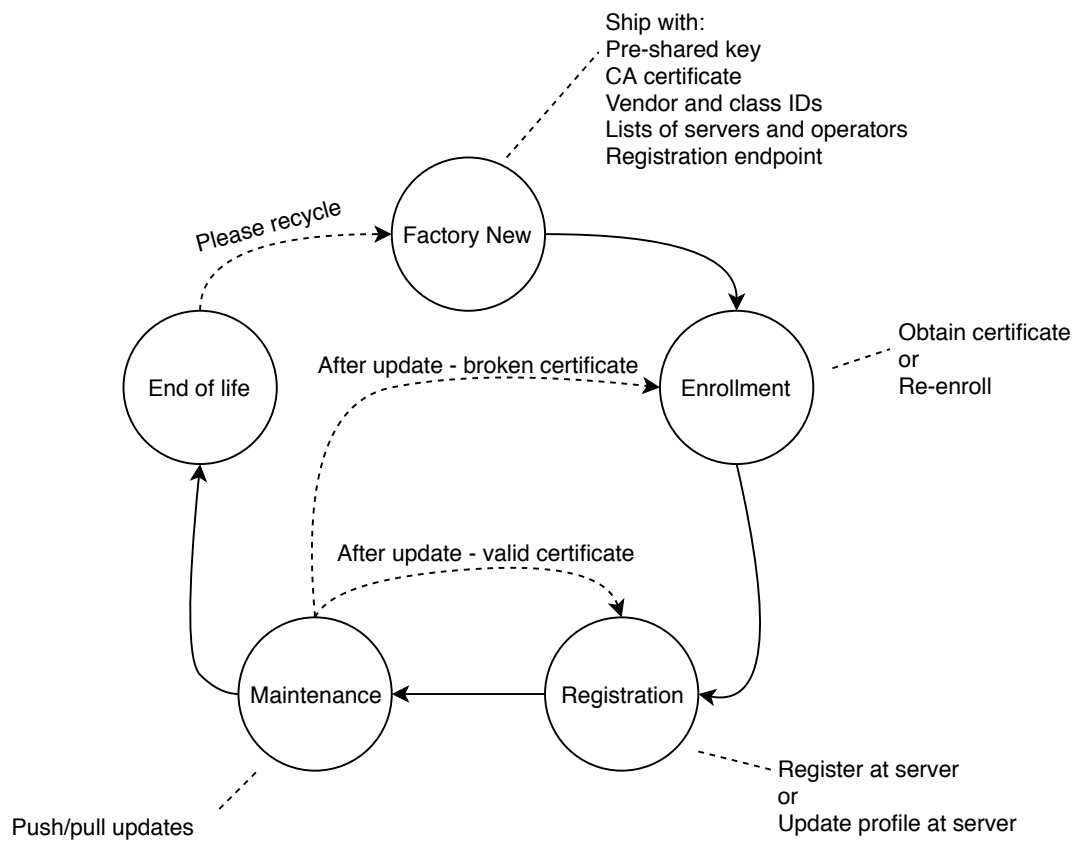 Ship with:
Pre-shared key
CA certificate
Vendor and class IDs
Lists of servers and operators
Registration endpoint
Please recycle
Factory New
End of life
After update - broken certificate
Enrollment
Obtain certificate
or
Re-enroll
After update - valid certificate
Maintenance
Registration
Register at server
or
Update profile at server
Push/pull updates